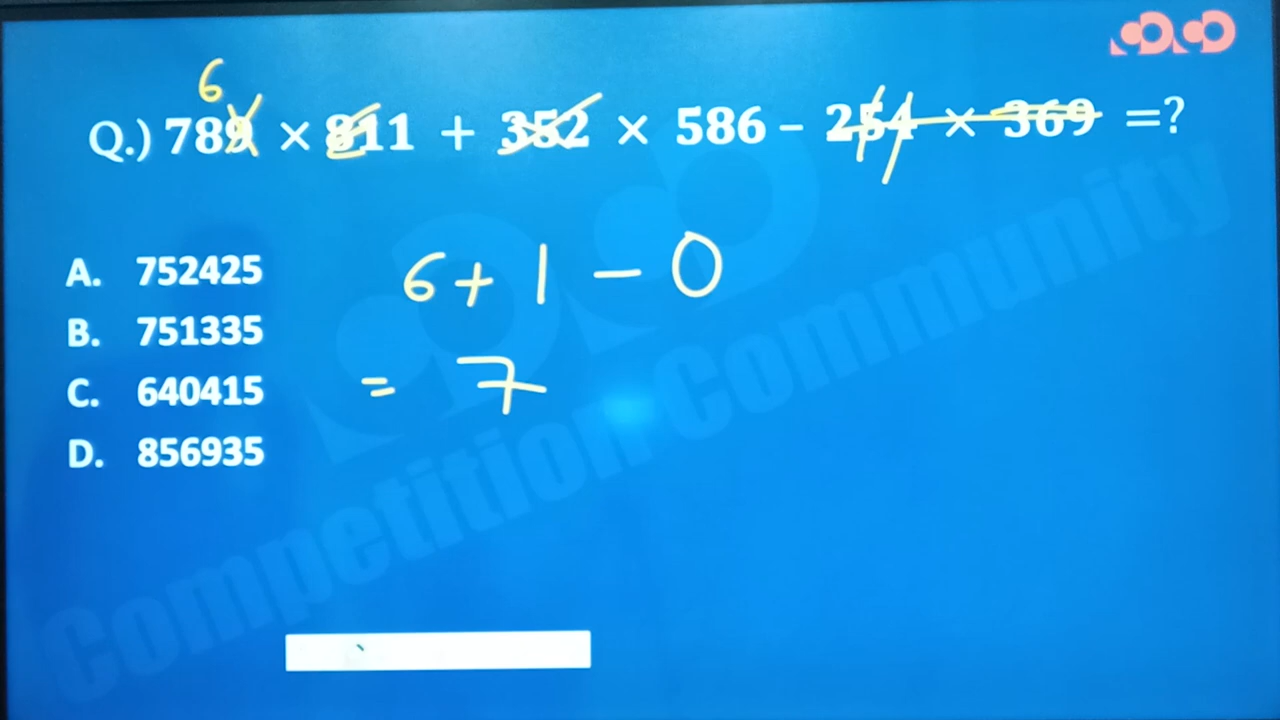 6
Q.) 789 × 811 + 352 × 586 – 254 × 369 =?
A. 752425
B. 751335
C. 640415
D. 856935
6 + 1 – 0
= 7
Competition Community